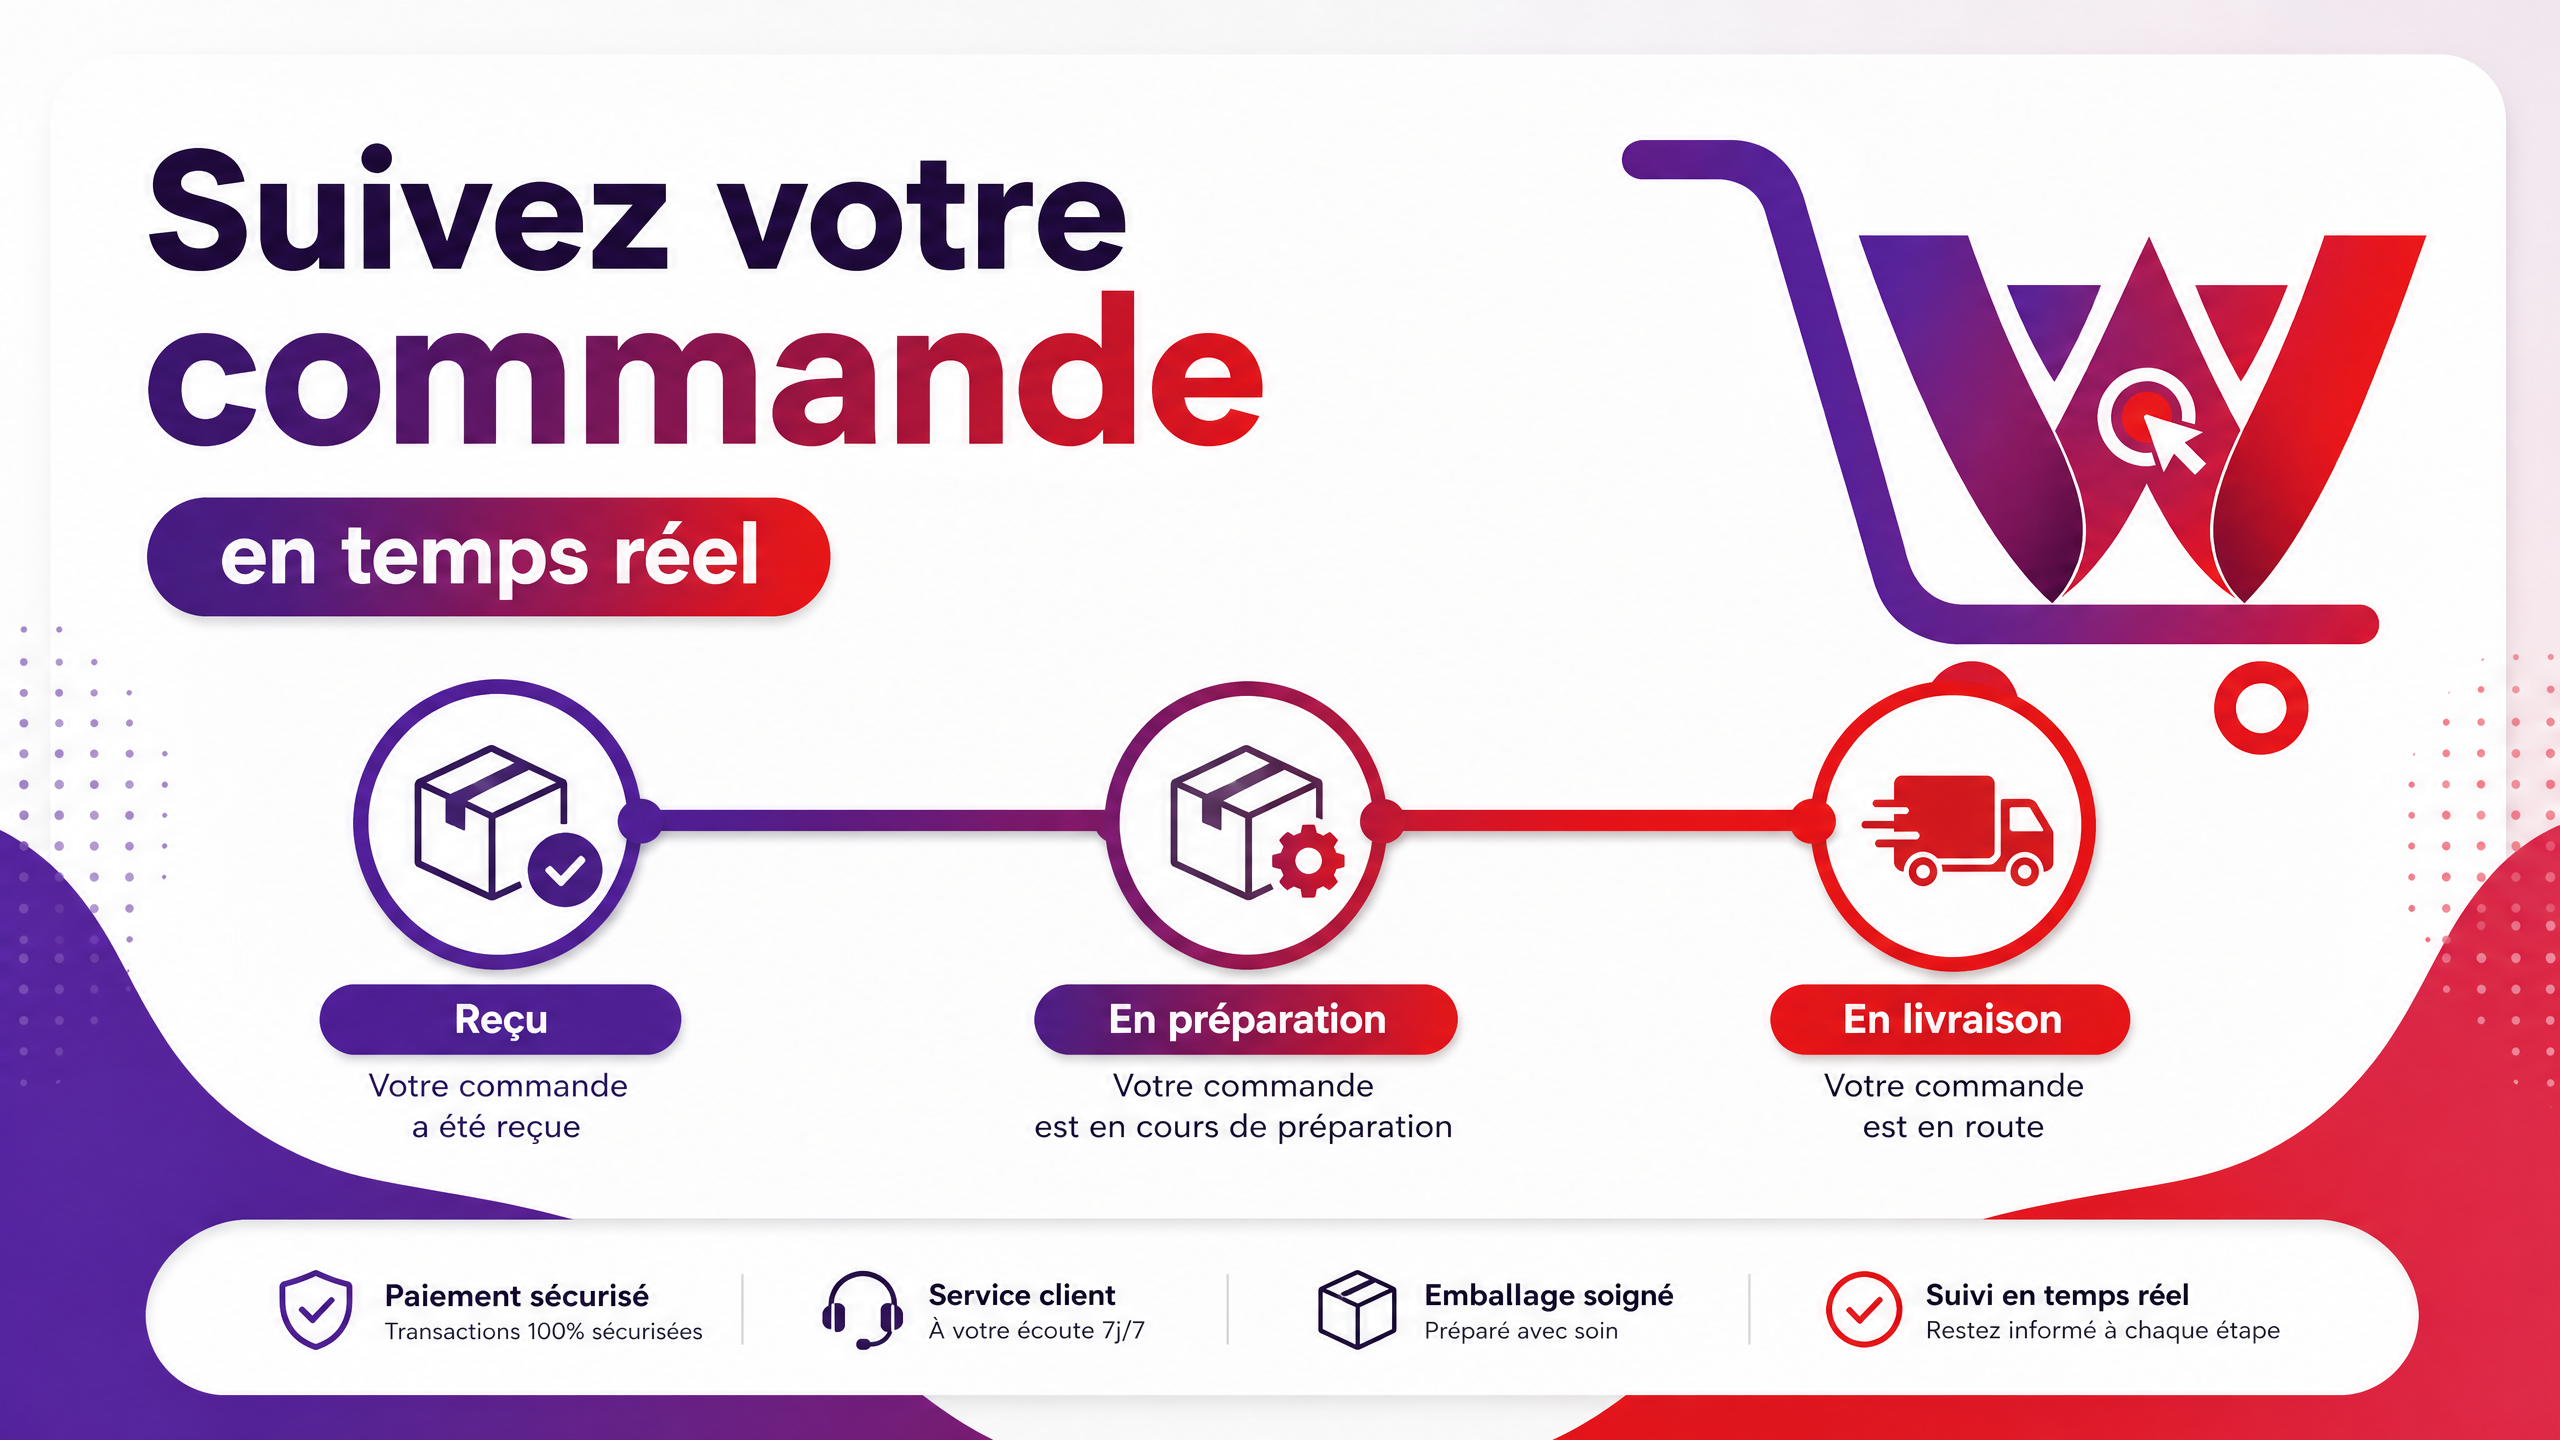 Suivez votre
commande
en temps réel
Reçu
Votre commande
a été reçue
En préparation
Votre commande
est en cours de préparation
En livraison
Votre commande
est en route
Paiement sécurisé
Transactions 100% sécurisées
Service client
À votre écoute 7j/7
Emballage soigné
Préparé avec soin
Suivi en temps réel
Restez informé à chaque étape